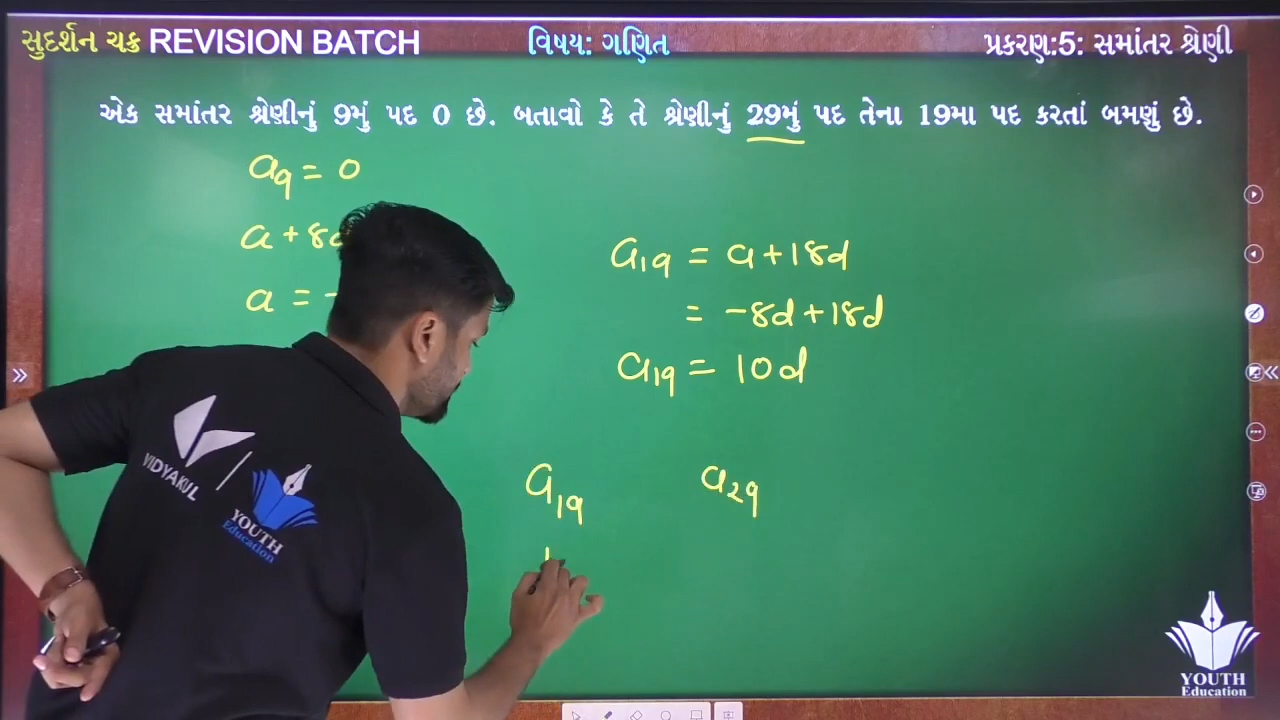 સુદર્શન ચક્ર REVISION BATCH વિષય: ગણિત પ્રકરણ:5: સમાંતર શ્રેણી
એક સમાંતર શ્રેણીનું 9મું પદ 0 છે. બતાવો કે તે શ્રેણીનું 29મું પદ તેના 19મા પદ કરતાં બમણું છે.
a₉ = 0
a + 8d
a = -
a₁₉ = a + 18d
= -8d + 18d
a₁₉ = 10d
a₁₉ a₂₉
VIDYAKUL
YOUTH
Education
YOUTH
Education